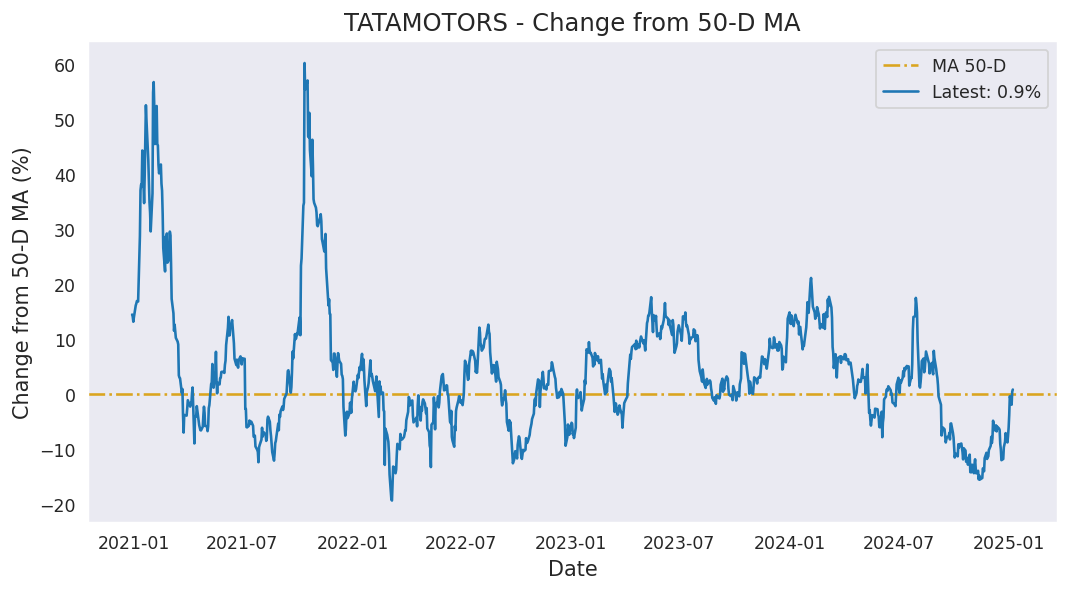 TATAMOTORS - Change from 50-D MA
MA 50-D
Latest: 0.9%
Change from 50-D MA (%)
60
50
40
30
20
10
0
−10
−20
2021-01 2021-07 2022-01 2022-07 2023-01 2023-07 2024-01 2024-07 2025-01
Date